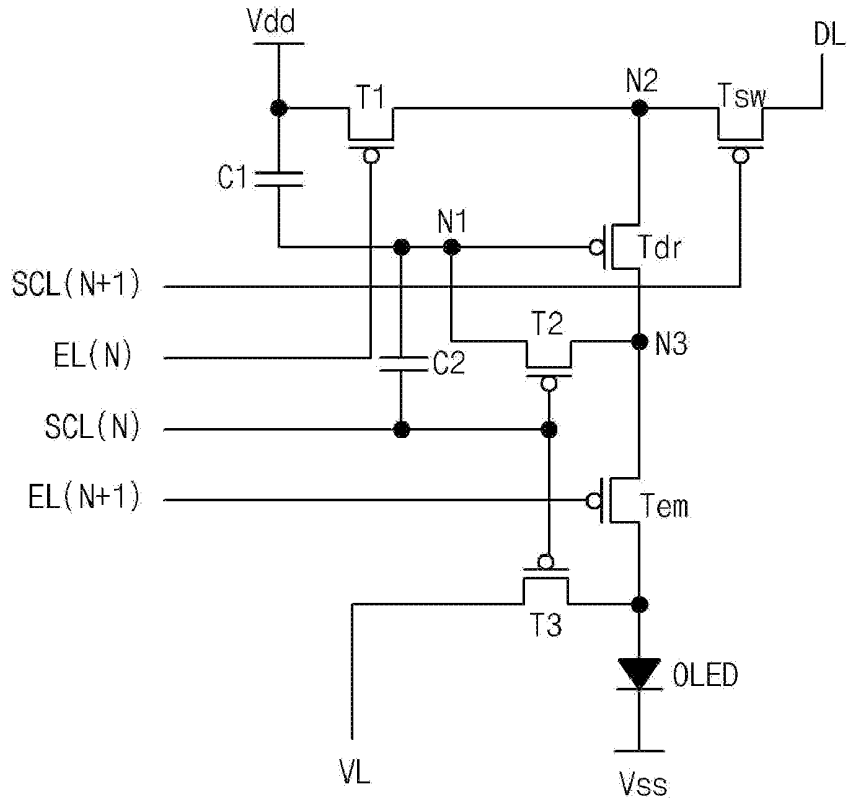 Vdd
DL
T1
N2
Tsw
C1
N1
Tdr
SCL(N+1)
T2
N3
EL(N)
C2
SCL(N)
EL(N+1)
Tem
T3
OLED
VL
Vss